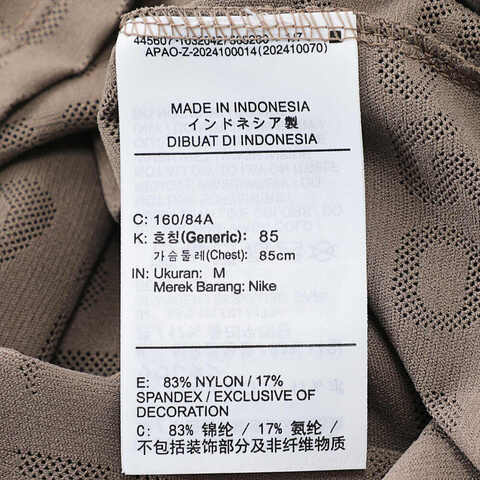 APAO-Z-2024100014(202410070)
MADE IN INDONESIA
インドネシア製
DIBUAT DI INDONESIA
C: 160/84A
K: 호칭(Generic): 85
가슴둘레(Chest): 85cm
IN: Ukuran: M
Merek Barang: Nike
E: 83% NYLON / 17%
SPANDEX / EXCLUSIVE OF
DECORATION
C: 83% 锦纶 / 17% 氨纶 /
不包括装饰部分及非纤维物质